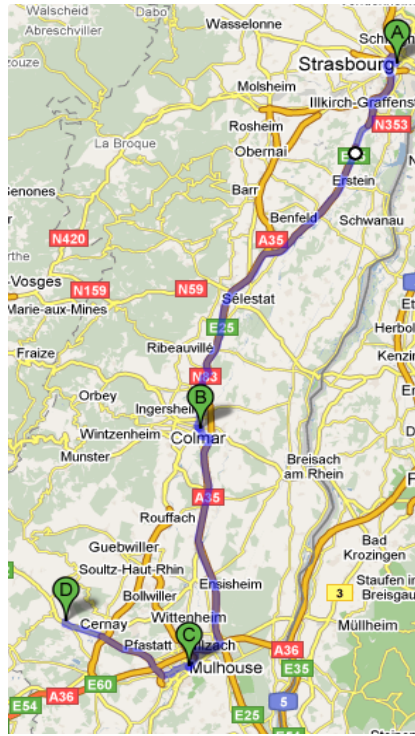 Walscheid
Dabo
Abreschviller
Wasselonne
A
Strasbourg
Molsheim
Illkirch-Graffens
N353
La Broque
Rosheim
Obernai
Erstein
Senones
Barr
Benfeld
Schwanau
N420
A35
-Vosges
N159
N59
Sélestat
Marie-aux-Mines
E25
Ribeauvillé
Fraize
N83
Orbey
Ingersheim
B
Wintzenheim
Colmar
Munster
Breisach
am Rhein
A35
Rouffach
Bad
Krozingen
Guebwiller
Soultz-Haut-Rhin
Ensisheim
Staufen im
Breisgau
3
D
Bollwiller
Wittenheim
Cernay
C
Müllheim
Pfastatt
Mulhouse
A36
E35
E60
A36
E54
E25
5
E54